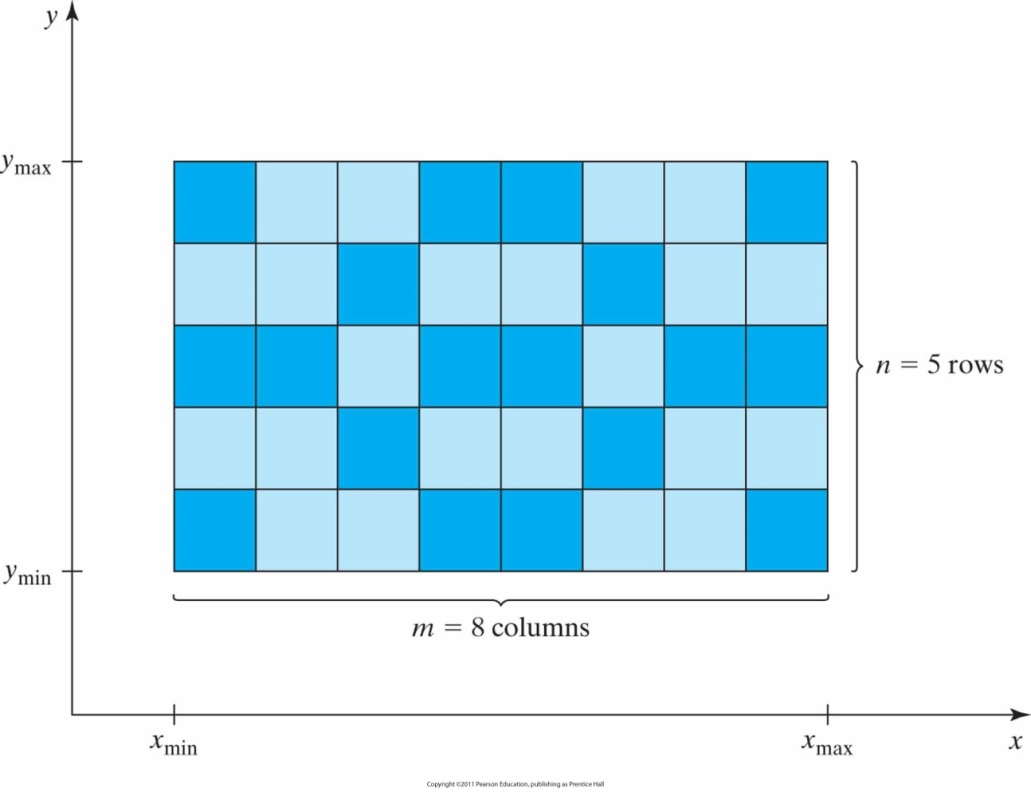 y
ymax
n = 5 rows
ymin
m = 8 columns
xmin
xmax
x
Copyright ©2011 Pearson Education, publishing as Prentice Hall